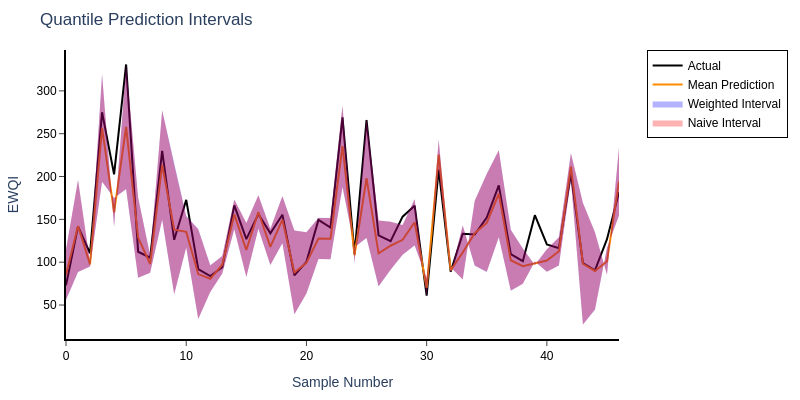 Quantile Prediction Intervals
EWQI
300
250
200
150
100
50
0
10
20
30
40
Sample Number
Actual
Mean Prediction
Weighted Interval
Naive Interval